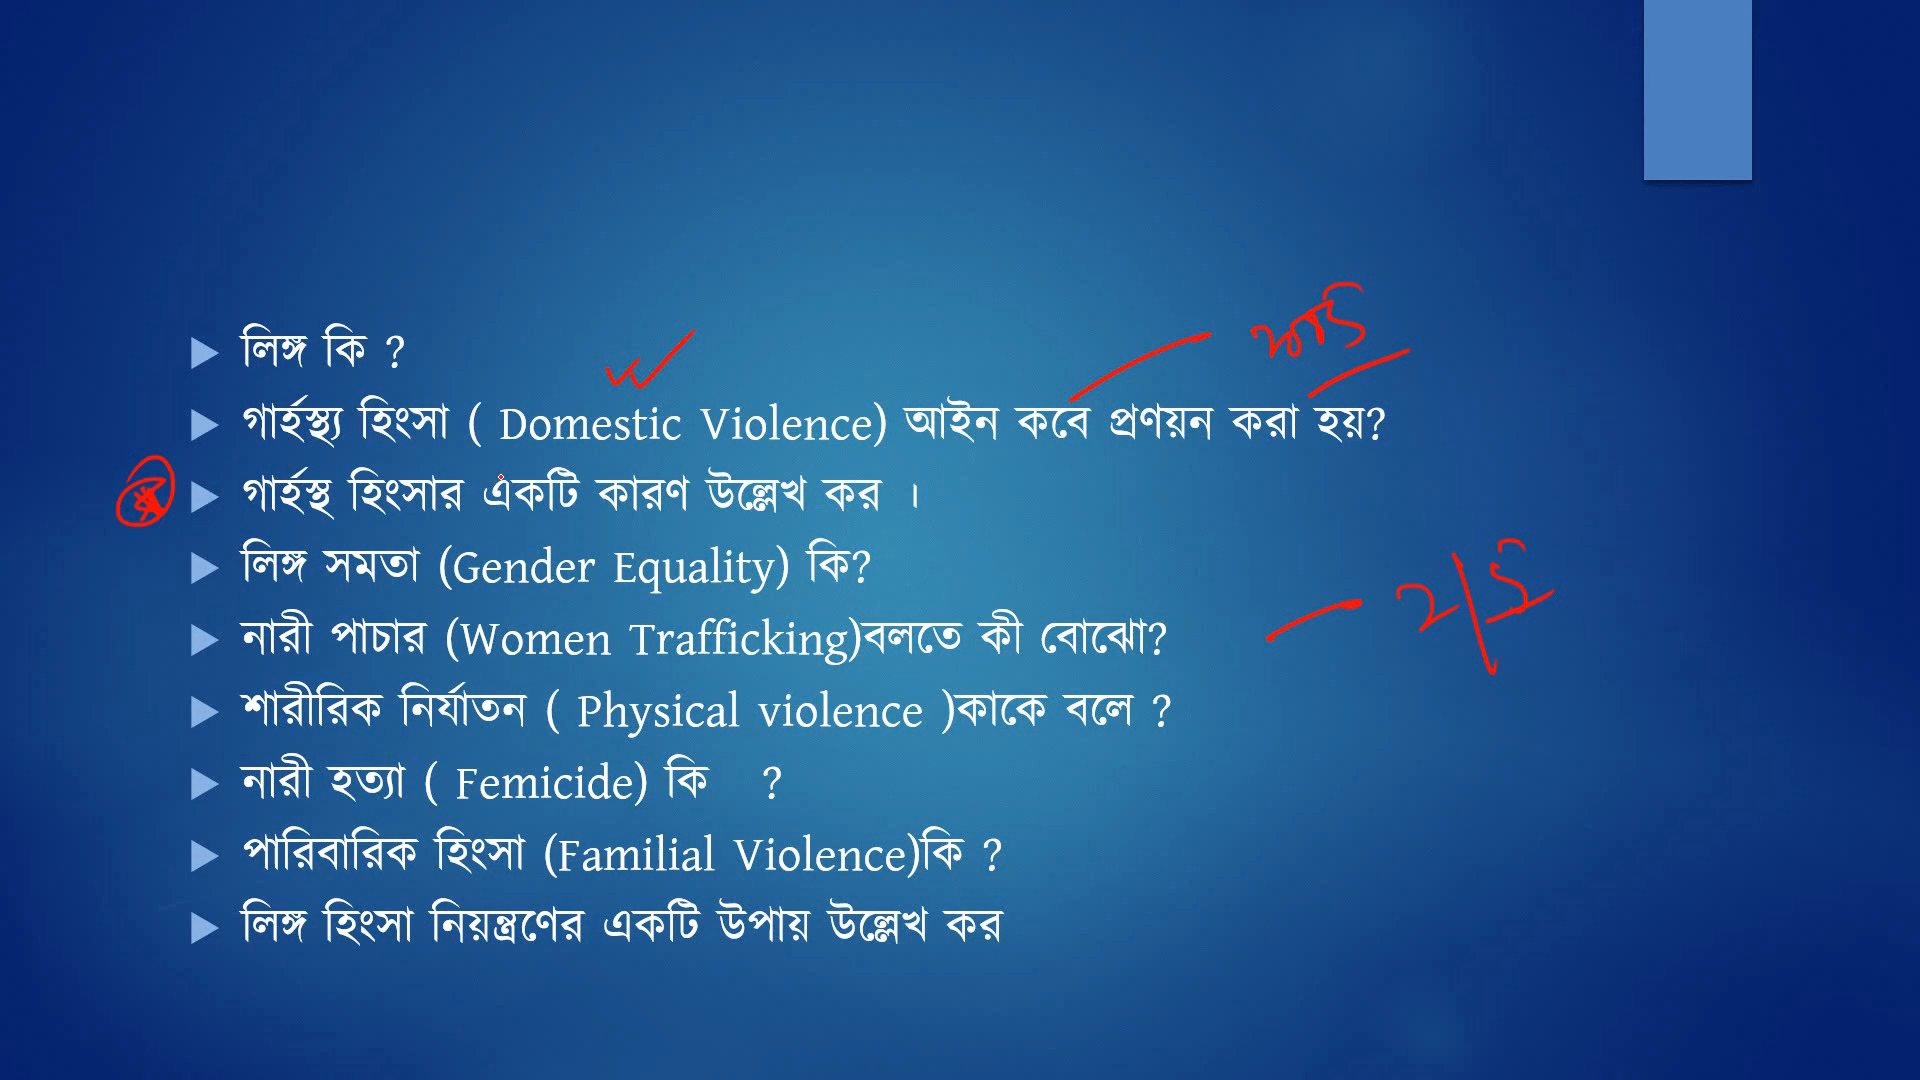 লিঙ্গ কি ?
গার্হস্থ্য হিংসা ( Domestic Violence) আইন কবে প্রণয়ন করা হয়?
গার্হস্থ হিংসার একটি কারণ উল্লেখ কর ।
লিঙ্গ সমতা (Gender Equality) কি?
নারী পাচার (Women Trafficking)বলতে কী বোঝো?
শারীরিক নির্যাতন ( Physical violence )কাকে বলে ?
নারী হত্যা ( Femicide) কি ?
পারিবারিক হিংসা (Familial Violence)কি ?
লিঙ্গ হিংসা নিয়ন্ত্রণের একটি উপায় উল্লেখ কর